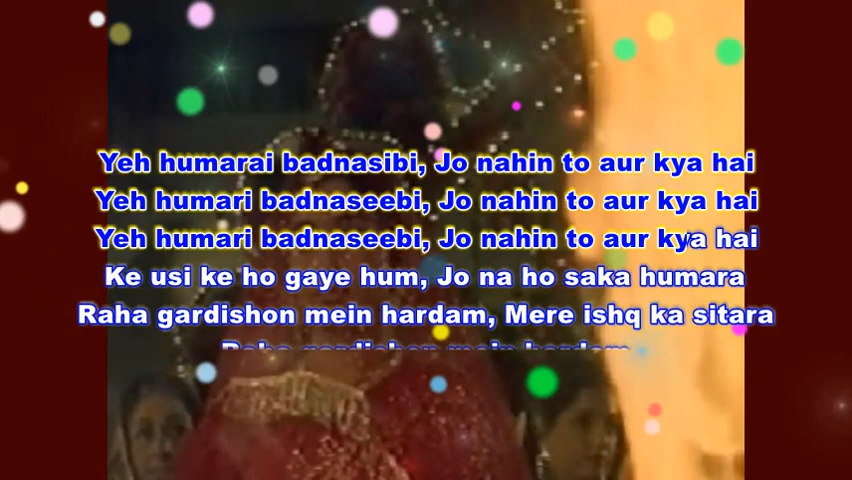 Yeh humarai badnasibi, Jo nahin to aur kya hai
Yeh humari badnaseebi, Jo nahin to aur kya hai
Yeh humari badnaseebi, Jo nahin to aur kya hai
Ke usi ke ho gaye hum, Jo na ho saka humara
Raha gardishon mein hardam, Mere ishq ka sitara
Raha gardishon mein hardam